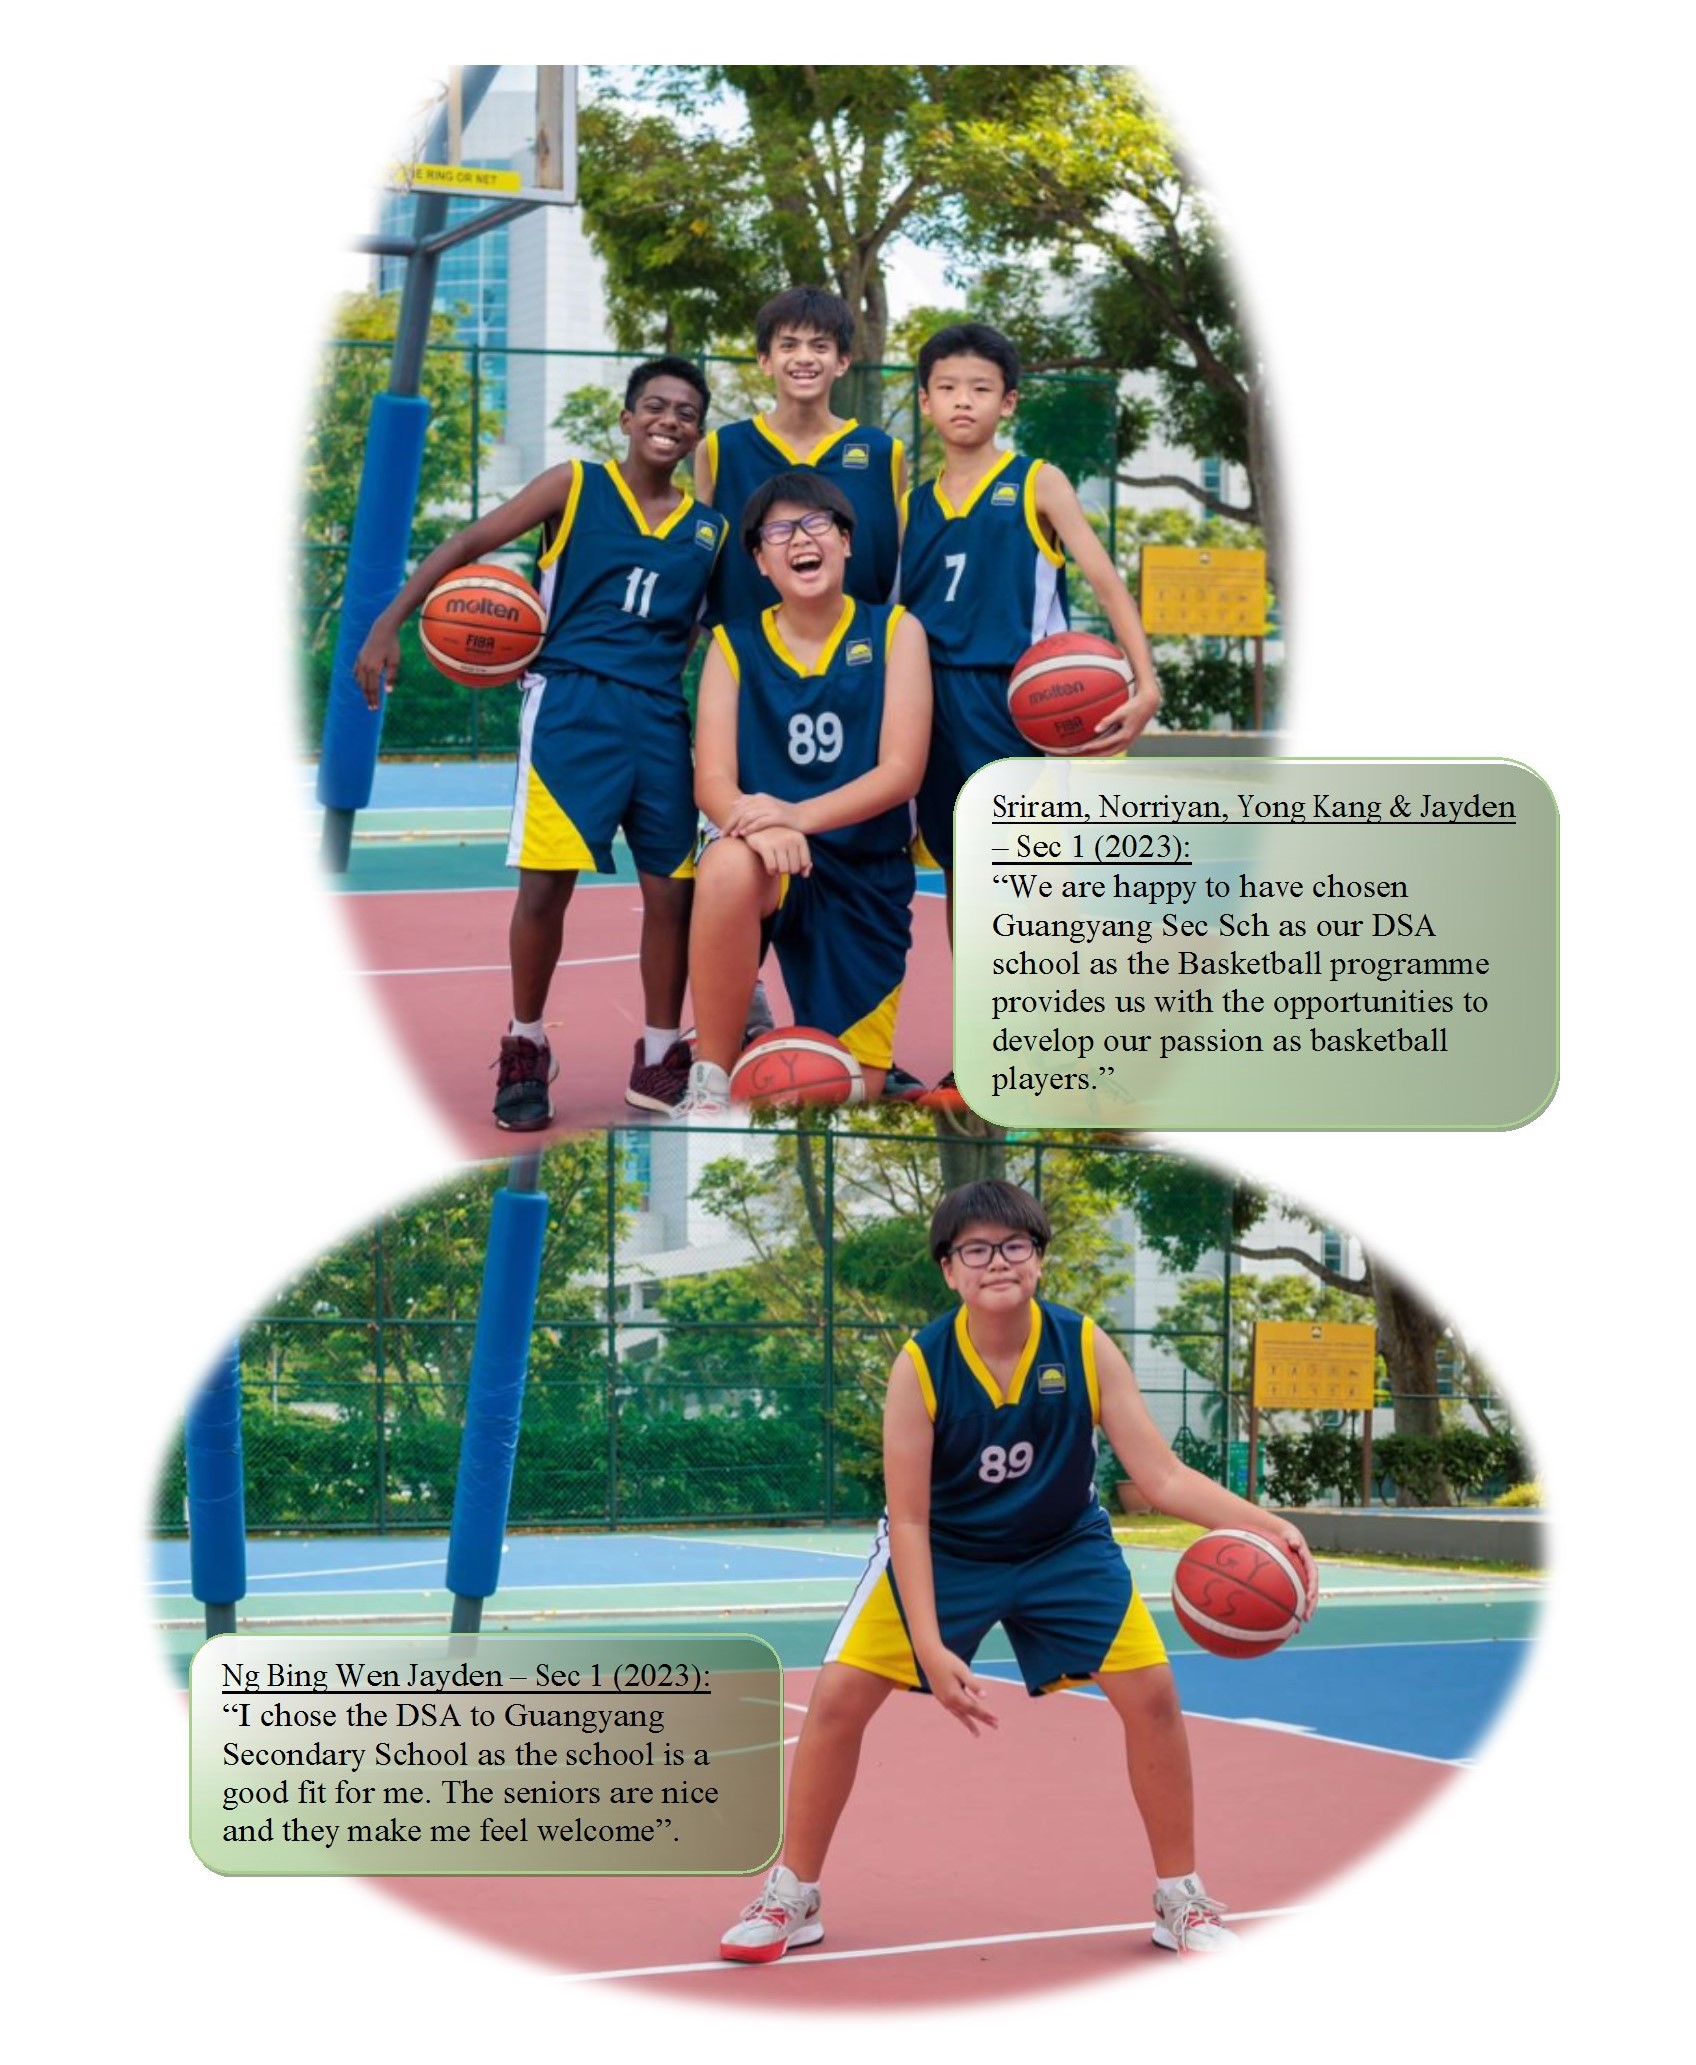 E RING OR NET
11
7
molten
FIBA
89
molten
FIBA
GY
Sriram, Norriyan, Yong Kang & Jayden
– Sec 1 (2023):
“We are happy to have chosen
Guangyang Sec Sch as our DSA
school as the Basketball programme
provides us with the opportunities to
develop our passion as basketball
players.”
89
GY
SS
Ng Bing Wen Jayden – Sec 1 (2023):
“I chose the DSA to Guangyang
Secondary School as the school is a
good fit for me. The seniors are nice
and they make me feel welcome”.